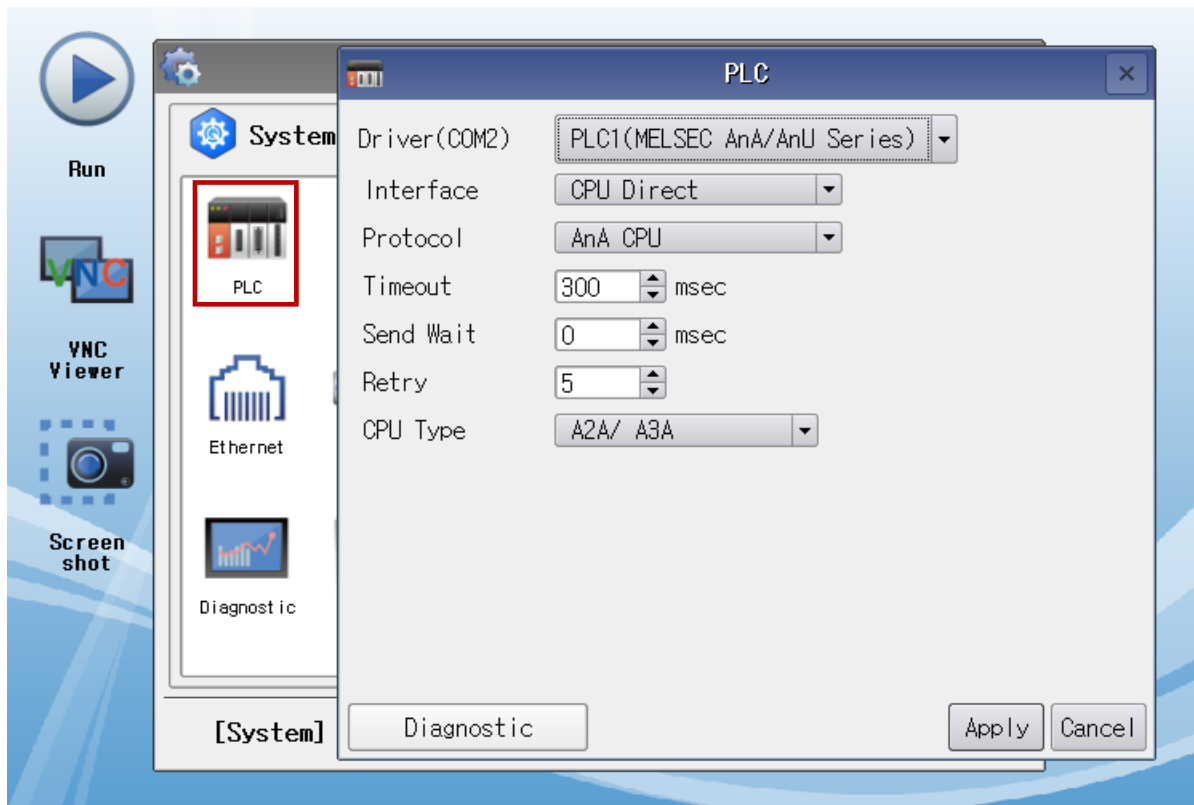 Run
VNC
Viewer
Screen
shot
System
PLC
Ethernet
Diagnostic
[System]
PLC
Driver(COM2) PLC1(MELSEC AnA/AnU Series)
Interface CPU Direct
Protocol AnA CPU
Timeout 300 msec
Send Wait 0 msec
Retry 5
CPU Type A2A/ A3A
Diagnostic Apply Cancel